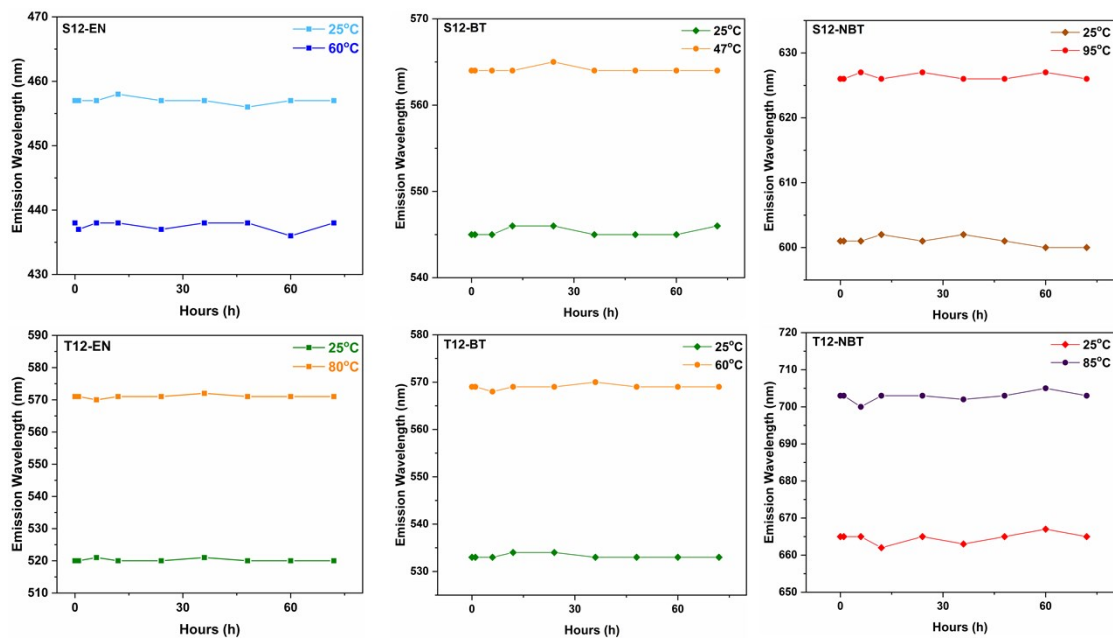 S12-EN
25°C
60°C
470
460
450
440
430
Emission Wavelength (nm)
0
30
60
Hours (h)
S12-BT
25°C
47°C
570
560
550
540
Emission Wavelength (nm)
0
30
60
Hours (h)
S12-NBT
25°C
95°C
630
620
610
600
Emission Wavelength (nm)
0
30
60
Hours (h)
T12-EN
25°C
80°C
590
580
570
560
550
540
530
520
510
Emission Wavelength (nm)
0
30
60
Hours (h)
T12-BT
25°C
60°C
580
570
560
550
540
530
Emission Wavelength (nm)
0
30
60
Hours (h)
T12-NBT
25°C
85°C
720
710
700
690
680
670
660
650
Emission Wavelength (nm)
0
30
60
Hours (h)